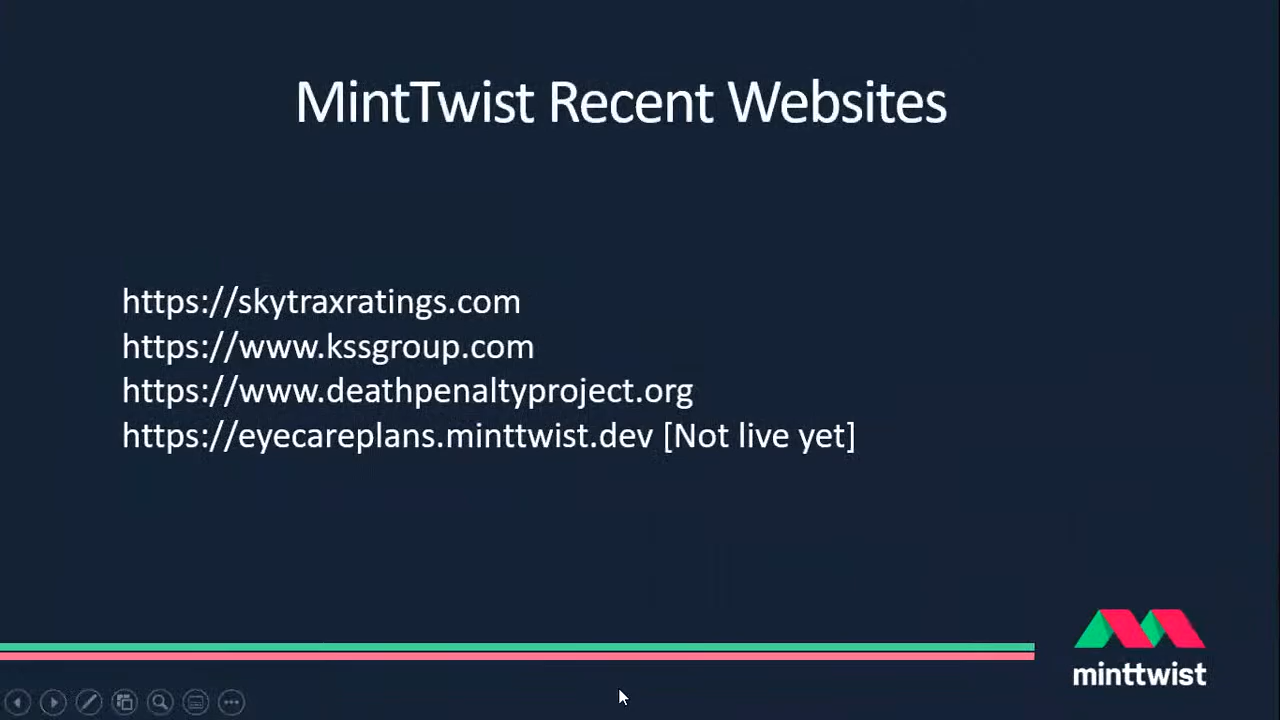 MintTwist Recent Websites
https://skytraxratings.com
https://www.kssgroup.com
https://www.deathpenaltyproject.org
https://eyecareplans.minttwist.dev [Not live yet]
minttwist